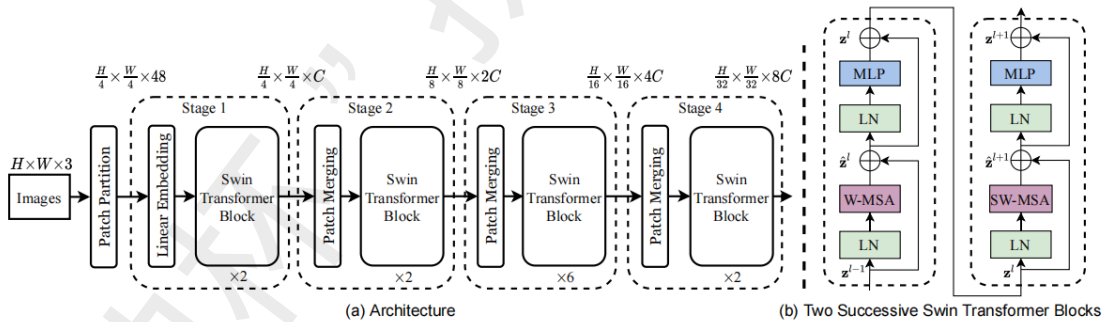 H/4 × W/4 × 48
H/4 × W/4 × C
H/8 × W/8 × 2C
H/16 × W/16 × 4C
H/32 × W/32 × 8C
Stage 1
Stage 2
Stage 3
Stage 4
H×W×3
Images
Patch Partition
Linear Embedding
Swin
Transformer
Block
×2
Patch Merging
Swin
Transformer
Block
×2
Patch Merging
Swin
Transformer
Block
×6
Patch Merging
Swin
Transformer
Block
×2
(a) Architecture
z^l
MLP
LN
ẑ^l
W-MSA
LN
z^{l-1}
z^{l+1}
MLP
LN
ẑ^{l+1}
SW-MSA
LN
z^l
(b) Two Successive Swin Transformer Blocks